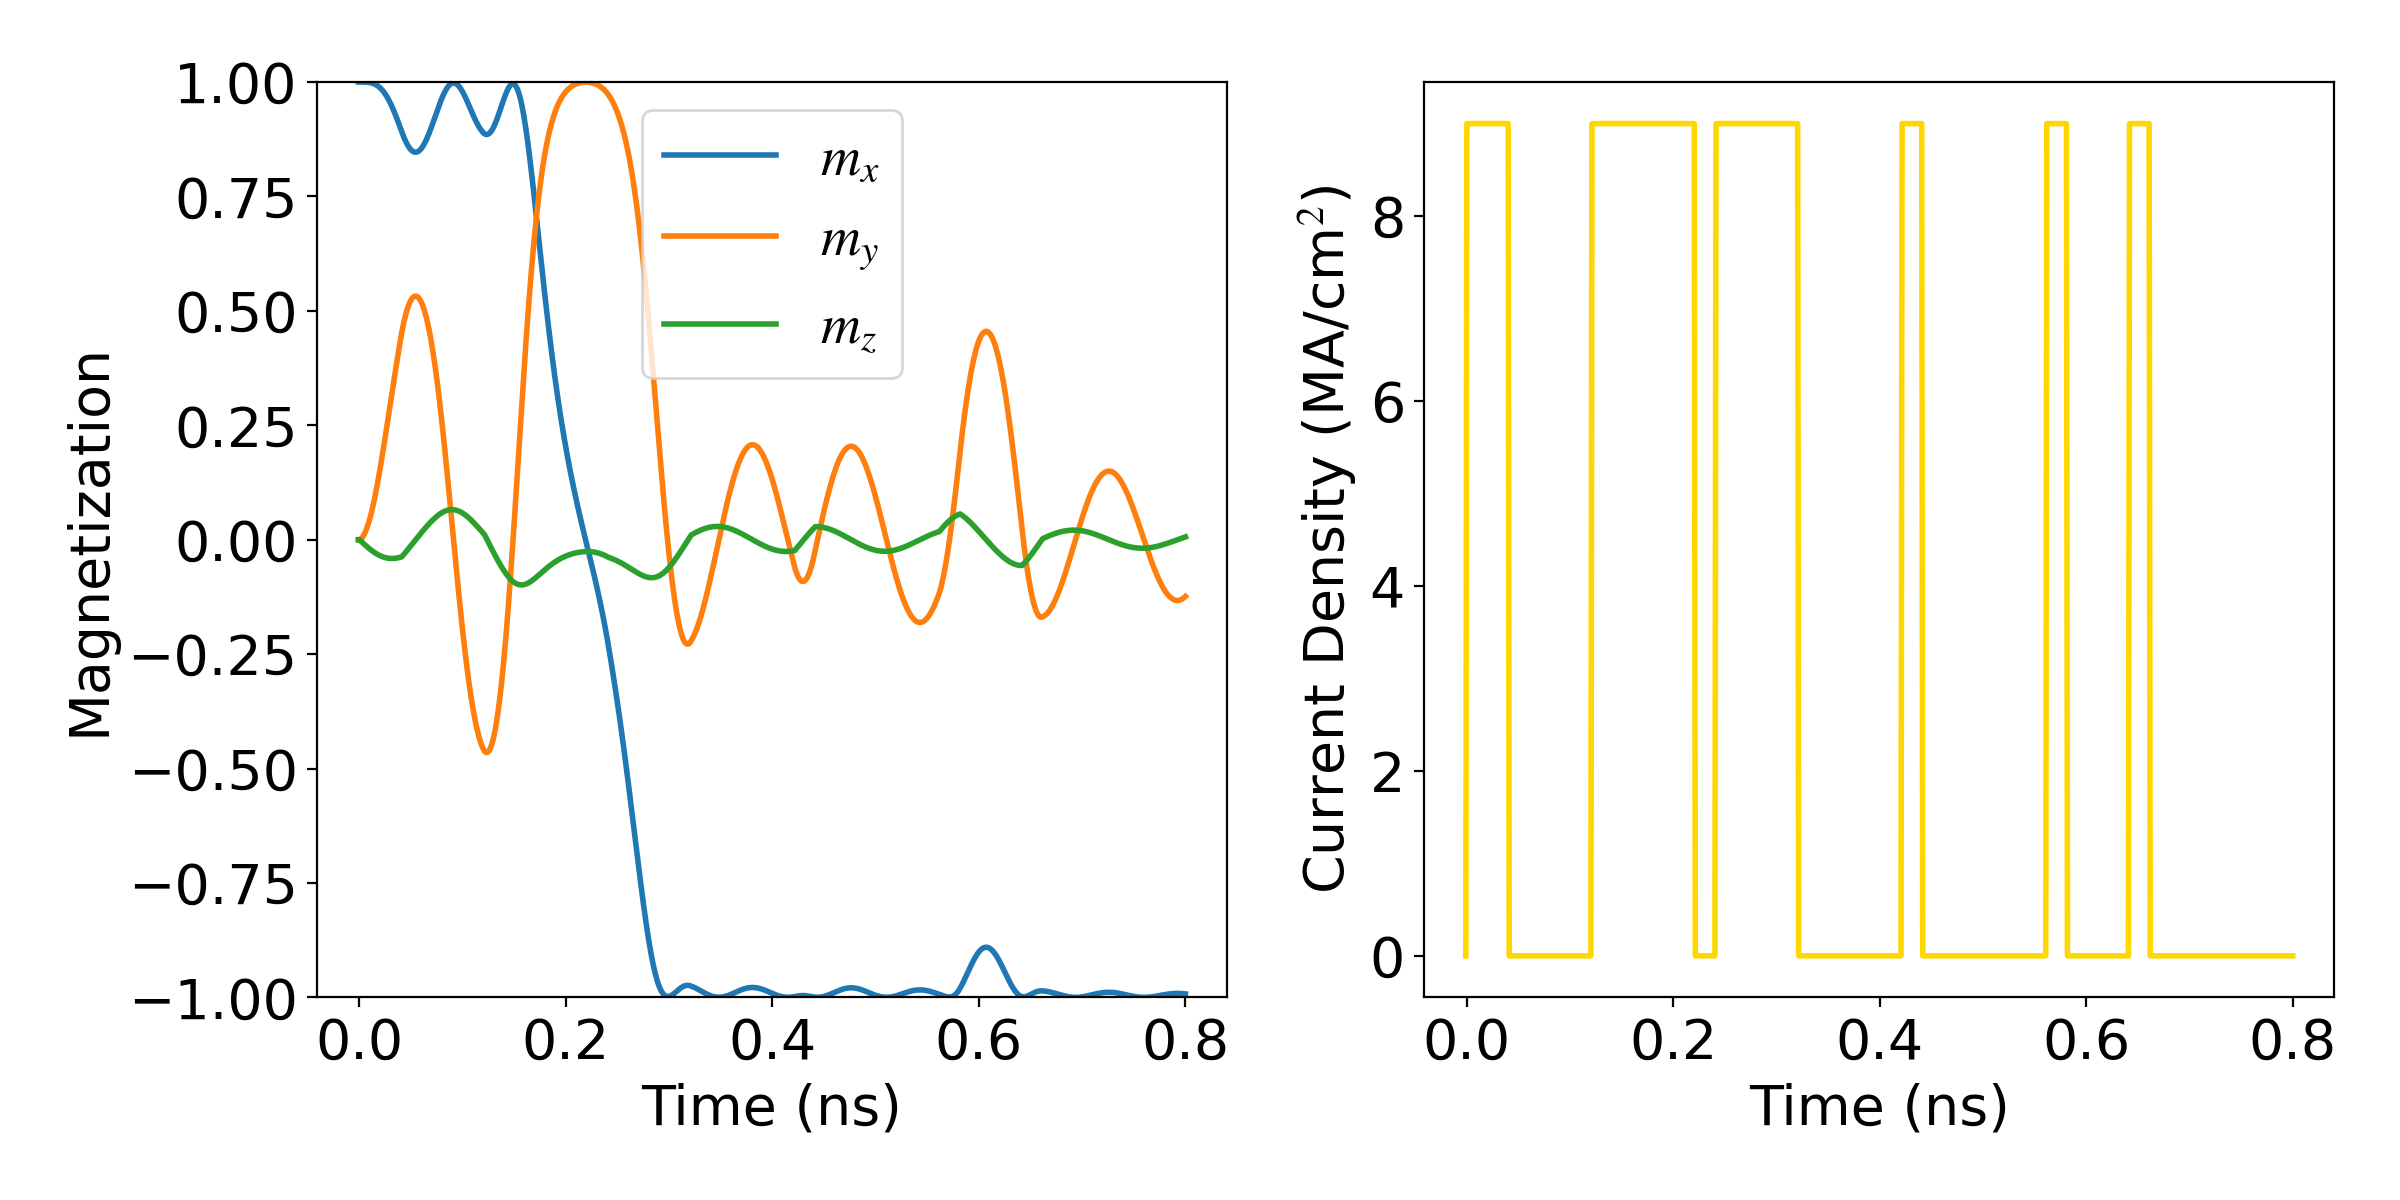 1.00
0.75
0.50
0.25
0.00
−0.25
−0.50
−0.75
−1.00
Magnetization
0.0 0.2 0.4 0.6 0.8
Time (ns)
m_x
m_y
m_z
8
6
4
2
0
Current Density (MA/cm²)
0.0 0.2 0.4 0.6 0.8
Time (ns)